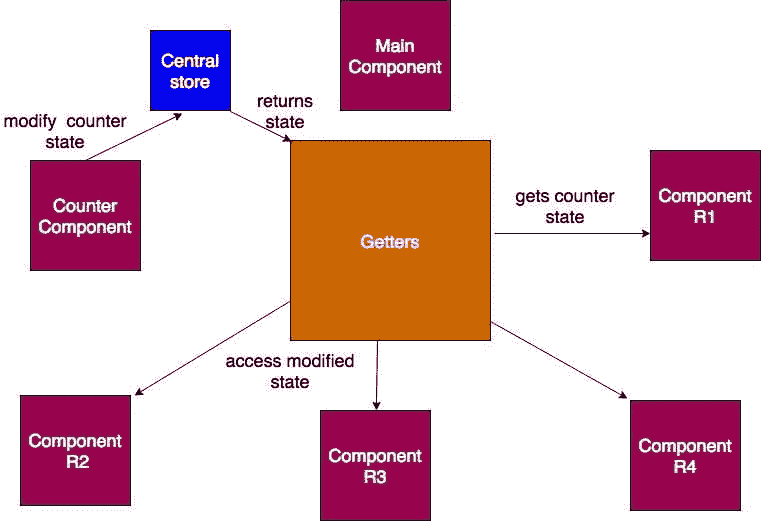 Main
Component
Central
store
returns
state
modify counter
state
Counter
Component
Getters
gets counter
state
Component
R1
access modified
state
Component
R2
Component
R3
Component
R4